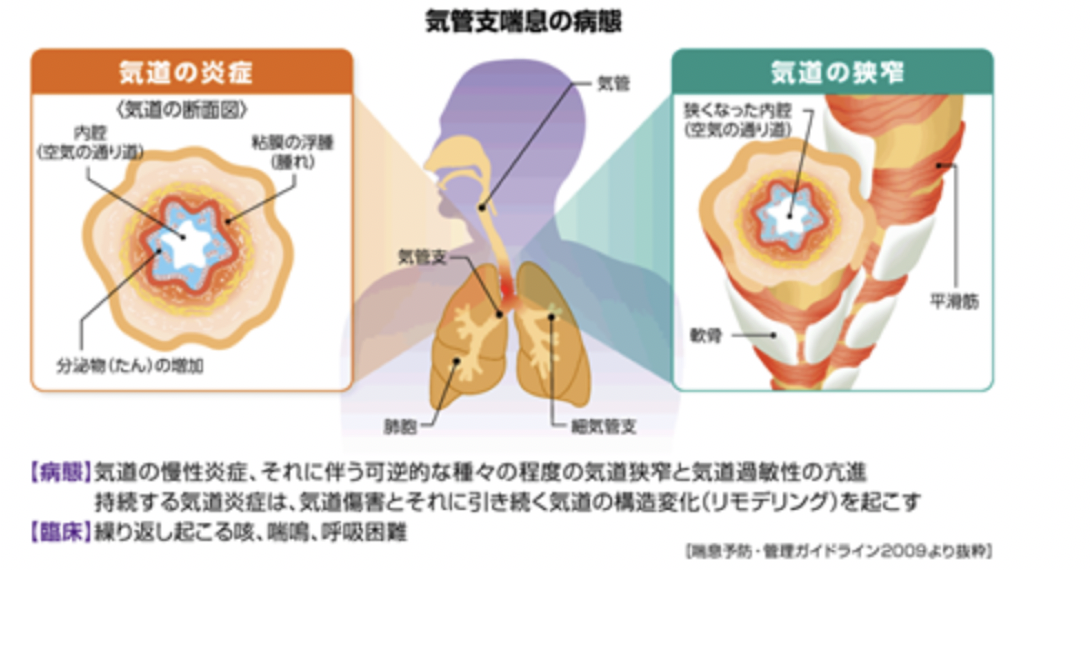 気管支喘息の病態
気道の炎症
〈気道の断面図〉
内腔
(空気の通り道)
粘膜の浮腫
(腫れ)
分泌物(たん)の増加
気管
気管支
肺胞
細気管支
気道の狭窄
狭くなった内腔
(空気の通り道)
平滑筋
軟骨
【病態】気道の慢性炎症、それに伴う可逆的な種々の程度の気道狭窄と気道過敏性の亢進
持続する気道炎症は、気道傷害とそれに引き続く気道の構造変化(リモデリング)を起こす
【臨床】繰り返し起こる咳、喘鳴、呼吸困難
[喘息予防・管理ガイドライン2009より抜粋]